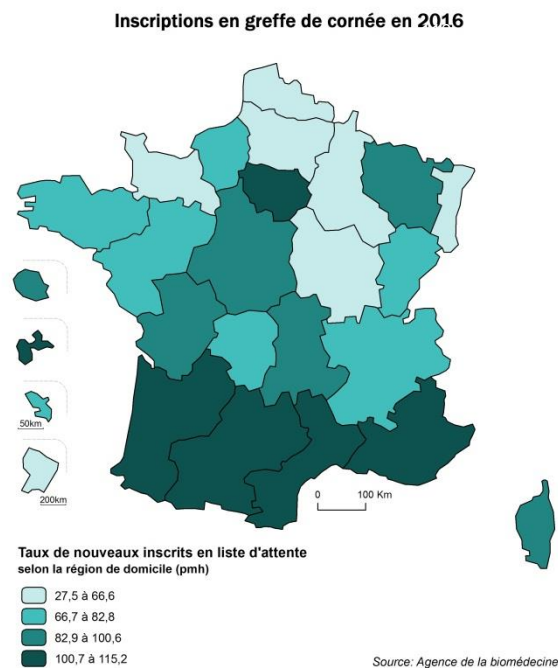 Inscriptions en greffe de cornée en 2016
50km
200km
0 100 Km
Taux de nouveaux inscrits en liste d'attente
selon la région de domicile (pmh)
27,5 à 66,6
66,7 à 82,8
82,9 à 100,6
100,7 à 115,2
Source: Agence de la biomédecine